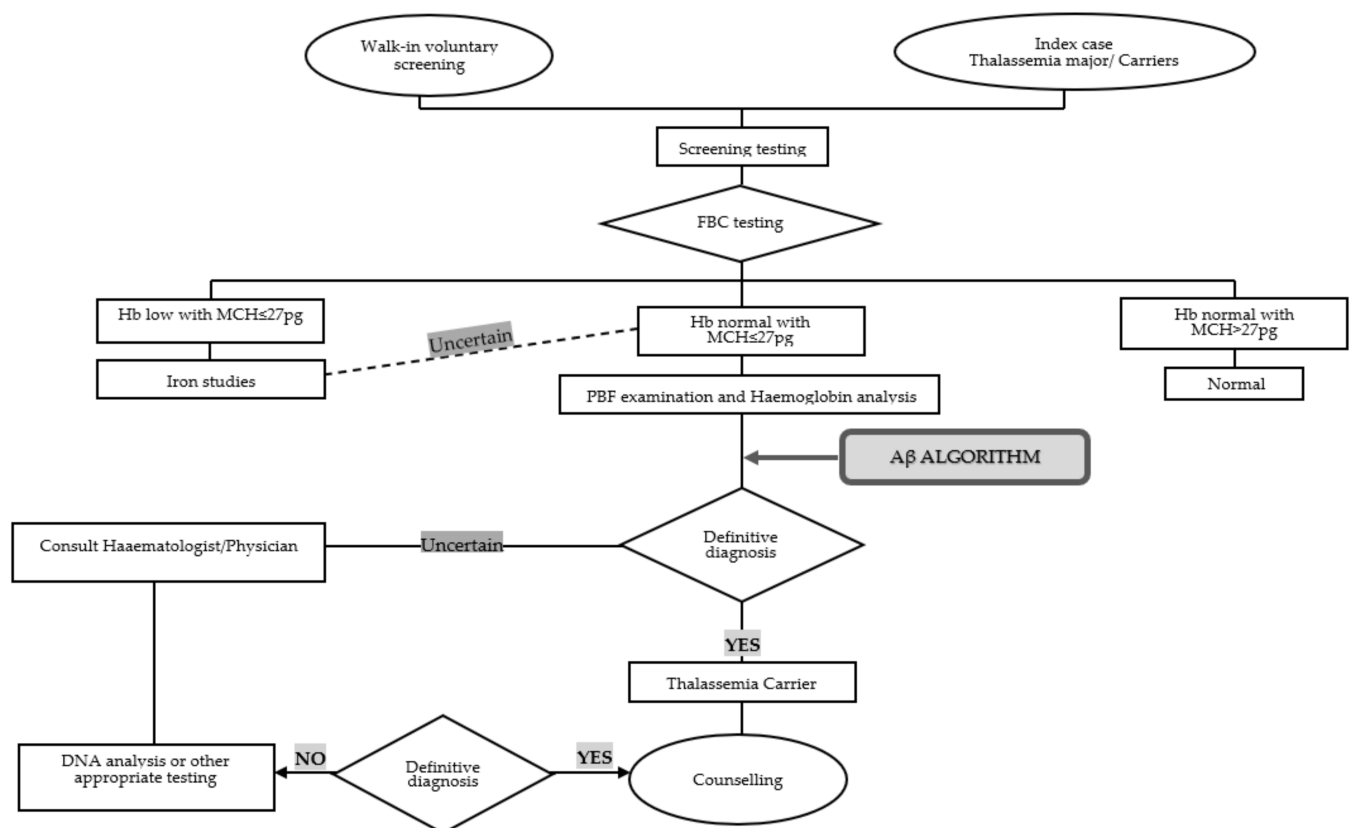 Walk-in voluntary
screening
Index case
Thalassemia major/ Carriers
Screening testing
FBC testing
Hb low with MCH≤27pg
Hb normal with
MCH≤27pg
Hb normal with
MCH>27pg
Uncertain
Iron studies
Normal
PBF examination and Haemoglobin analysis
Aβ ALGORITHM
Definitive
diagnosis
Uncertain
Consult Haaematologist/Physician
YES
Thalassemia Carrier
DNA analysis or other
appropriate testing
NO
Definitive
diagnosis
YES
Counselling